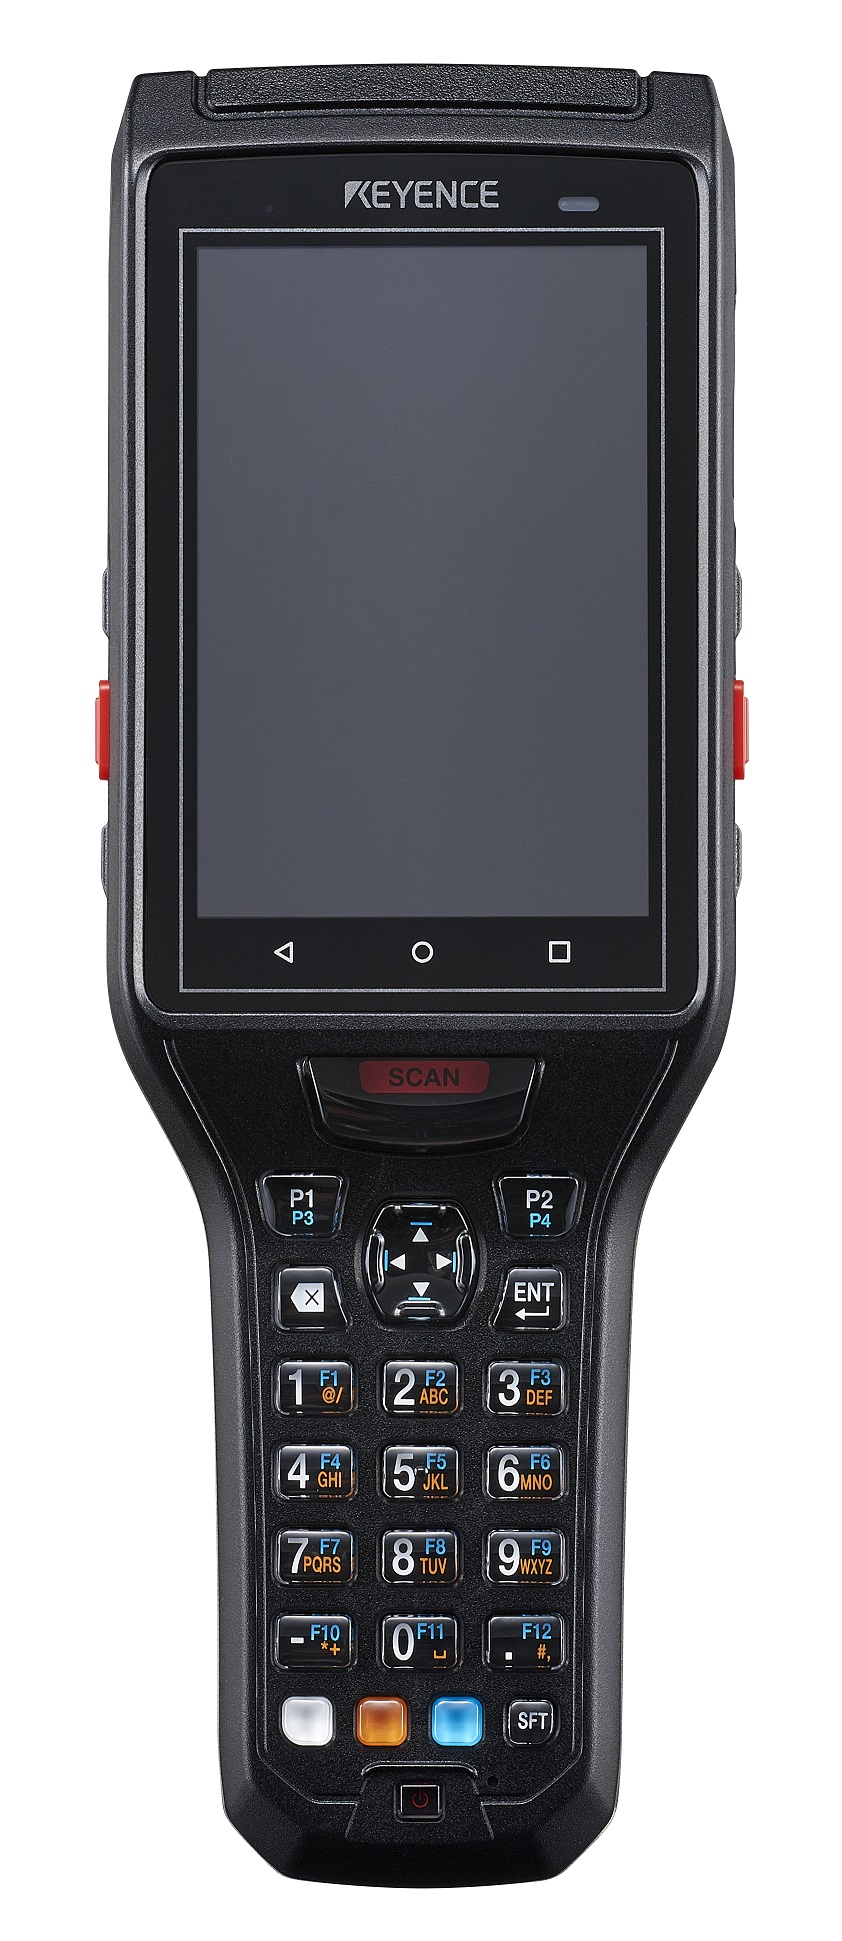 KEYENCE
SCAN
P1 P2
P3 P4
ENT
1 F1 @/ 2 F2 ABC 3 F3 DEF
4 F4 GHI 5 F5 JKL 6 F6 MNO
7 F7 PQRS 8 F8 TUV 9 F9 WXYZ
- F10 *+ 0 F11 . F12 #,
SFT